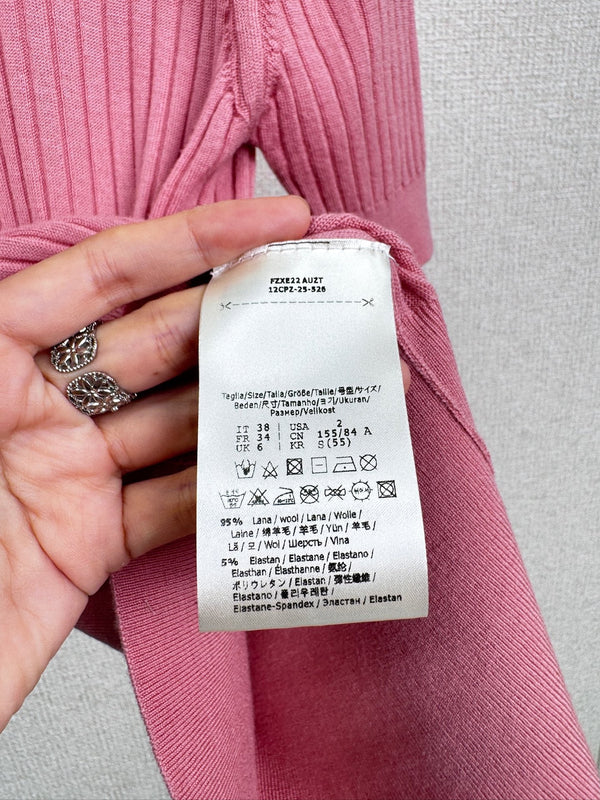 FZXE22 AUZT
12CPZ-25-526
Taglia/Size/Talla/Größe/Taille/号型/サイズ/
Beden/尺寸/Tamanho/호기/Ukuran/
Размер/Velikost
IT 38 USA 2
FR 34 CN 155/84 A
UK 6 KR S(55)
95% Lana / wool / Lana / Wolle /
Laine / 绵羊毛 / 羊毛 / Yün / 羊毛 /
Lã / 모 / Wol / Шерсть / Vlna
5% Elastan / Elastane / Elastano /
Elasthan / Élasthanne / 氨纶 /
ポリウレタン / Elastan / 彈性纖維 /
Elastano / 폴리우레탄 /
Elastane-Spandex / Эластан / Elastan